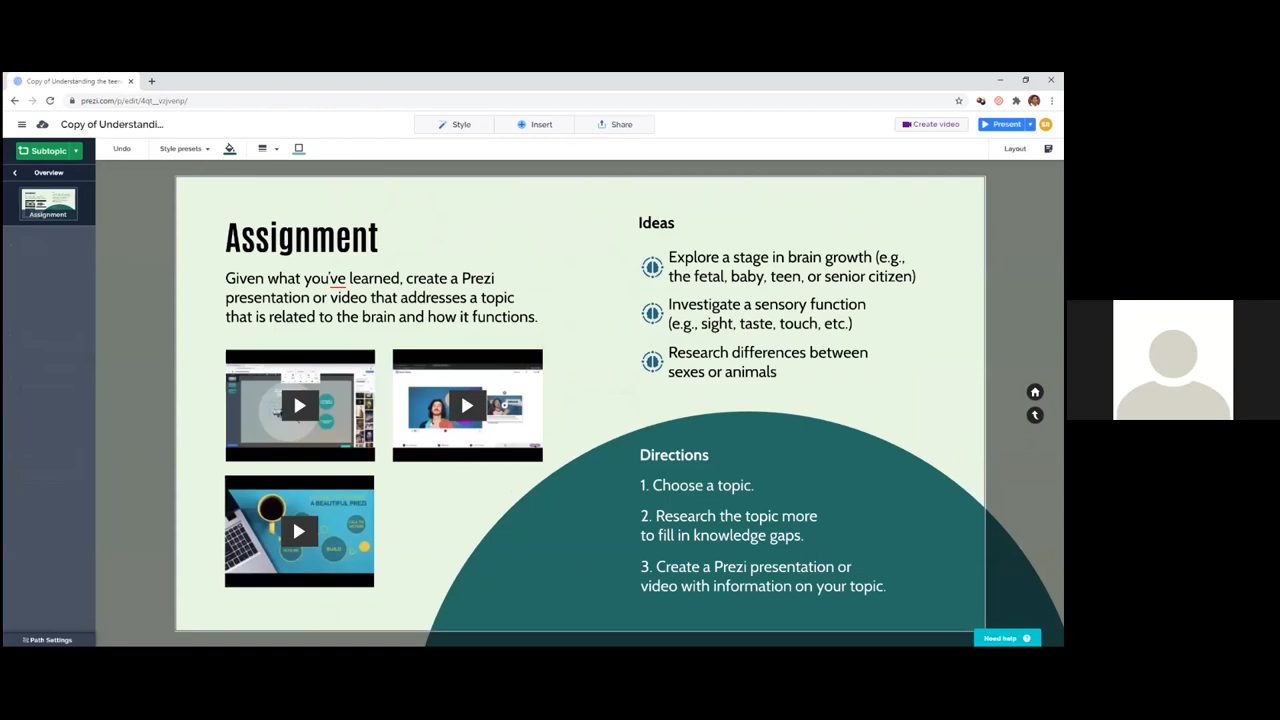 Copy of Understanding the teen
prezi.com/p/edit/4qt__vzjvenp/
Copy of Understandi...
Style
Insert
Share
Create video
Present
SR
Subtopic
Undo
Style presets
Layout
Overview
Assignment
Assignment
Given what you've learned, create a Prezi
presentation or video that addresses a topic
that is related to the brain and how it functions.
A BEAUTIFUL PREZI
BUILD
Ideas
Explore a stage in brain growth (e.g.,
the fetal, baby, teen, or senior citizen)
Investigate a sensory function
(e.g., sight, taste, touch, etc.)
Research differences between
sexes or animals
Directions
1. Choose a topic.
2. Research the topic more
to fill in knowledge gaps.
3. Create a Prezi presentation or
video with information on your topic.
Path Settings
Need help